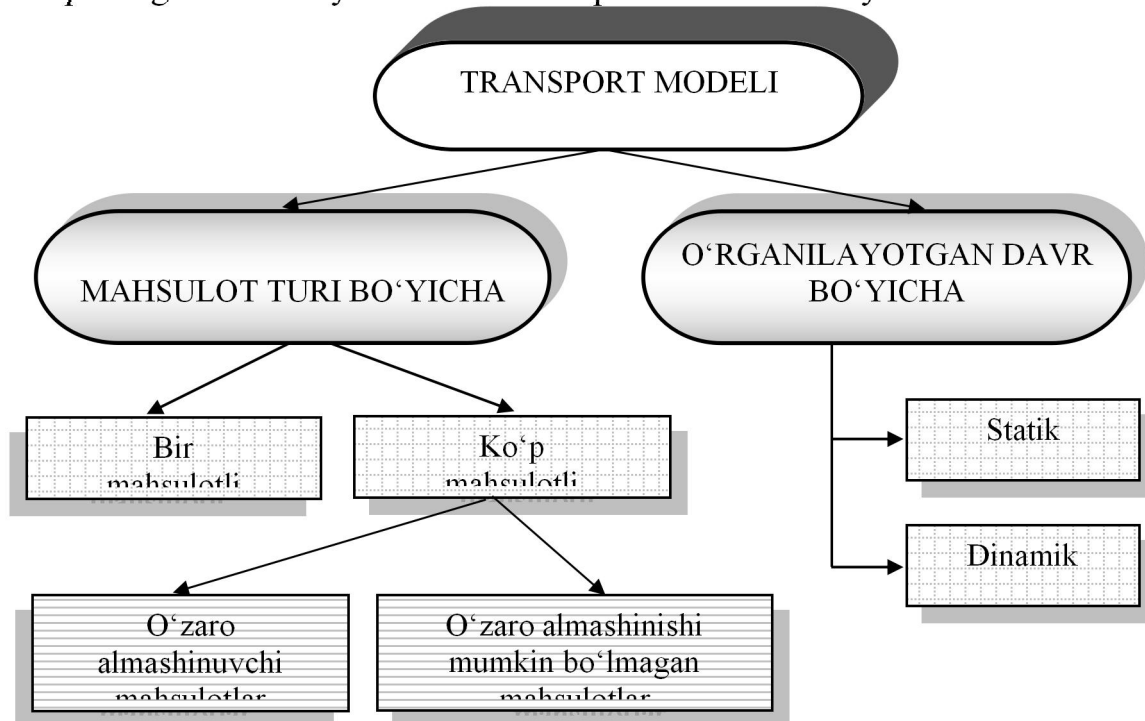 TRANSPORT MODELI
MAHSULOT TURI BO‘YICHA
O‘RGANILAYOTGAN DAVR
BO‘YICHA
Bir
mahsulotli
Ko‘p
mahsulotli
Statik
Dinamik
O‘zaro
almashinuvchi
mahsulotlar
O‘zaro almashinishi
mumkin bo‘lmagan
mahsulotlar